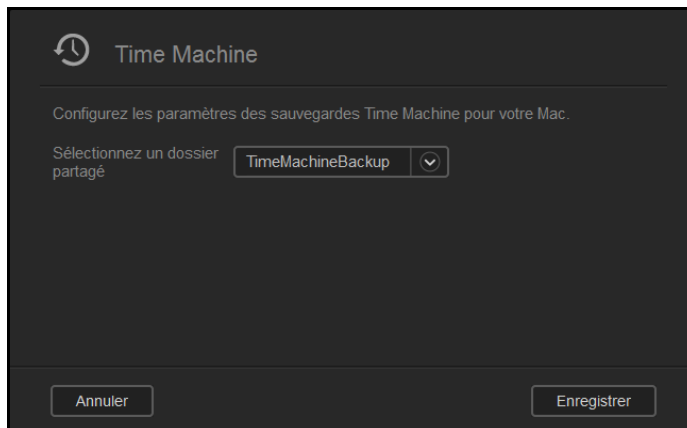 Time Machine
Configurez les paramètres des sauvegardes Time Machine pour votre Mac.
Sélectionnez un dossier
partagé
TimeMachineBackup
Annuler
Enregistrer